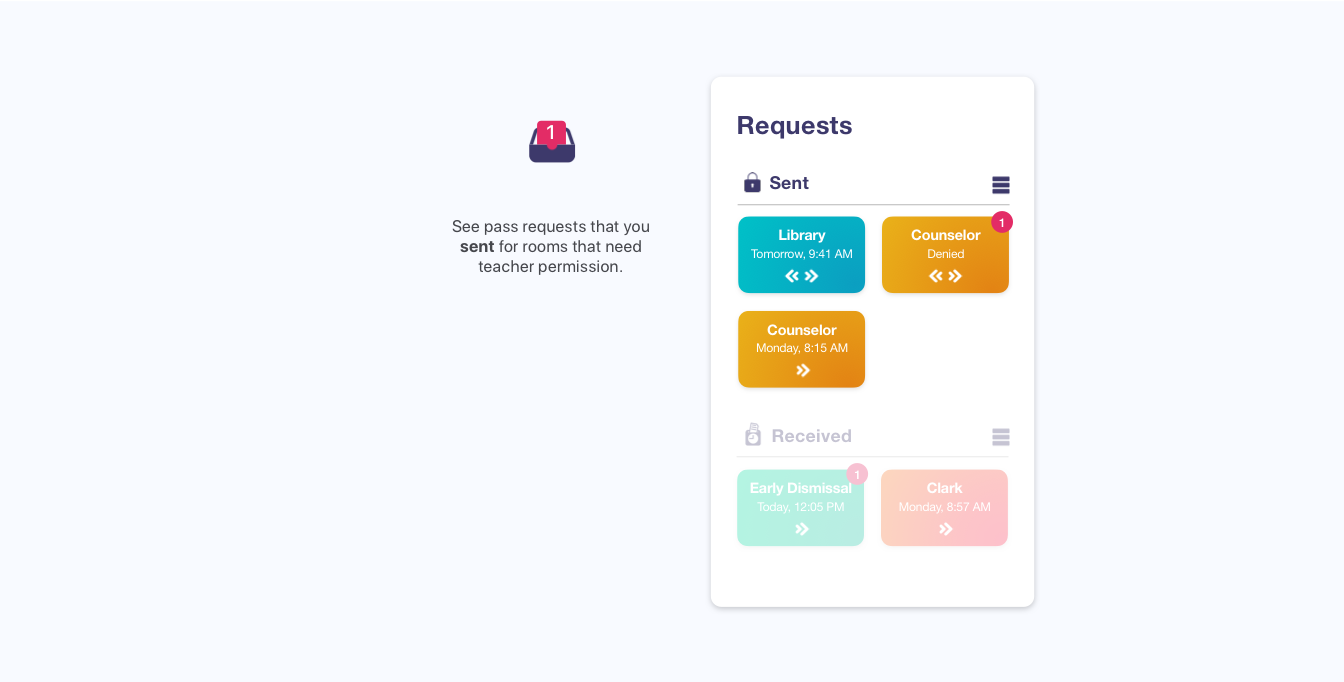 1
See pass requests that you
sent for rooms that need
teacher permission.
Requests
Sent
1
Library
Tomorrow, 9:41 AM
Counselor
Denied
Counselor
Monday, 8:15 AM
Received
1
Early Dismissal
Today, 12:05 PM
Clark
Monday, 8:57 AM